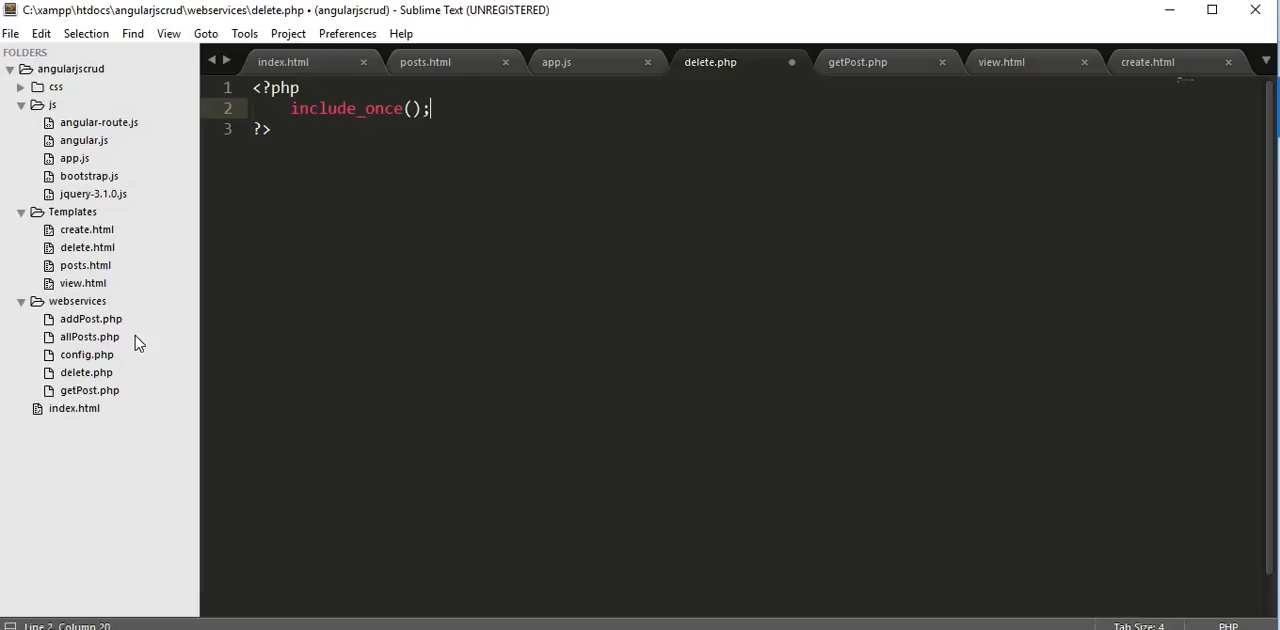 C:\xampp\htdocs\angularjscrud\webservices\delete.php • (angularjscrud) - Sublime Text (UNREGISTERED)
File Edit Selection Find View Goto Tools Project Preferences Help
FOLDERS
angularjscrud
css
js
angular-route.js
angular.js
app.js
bootstrap.js
jquery-3.1.0.js
Templates
create.html
delete.html
posts.html
view.html
webservices
addPost.php
allPosts.php
config.php
delete.php
getPost.php
index.html
index.html × posts.html × app.js × delete.php • getPost.php × view.html × create.html ×
1 <?php
2 include_once();
3 ?>
Line 2, Column 20 Tab Size: 4 PHP